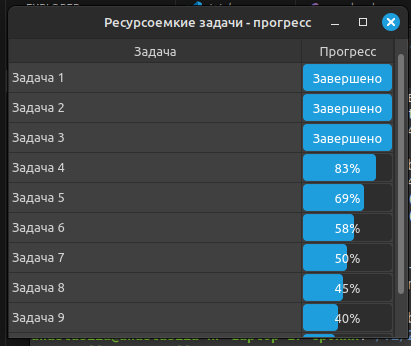 Ресурсоемкие задачи - прогресс
Задача Прогресс
Задача 1 Завершено
Задача 2 Завершено
Задача 3 Завершено
Задача 4 83%
Задача 5 69%
Задача 6 58%
Задача 7 50%
Задача 8 45%
Задача 9 40%